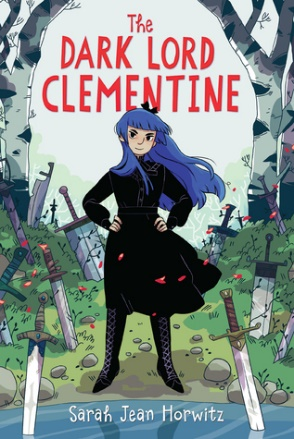 The
DARK LORD
CLEMENTINE
Sarah Jean Horwitz